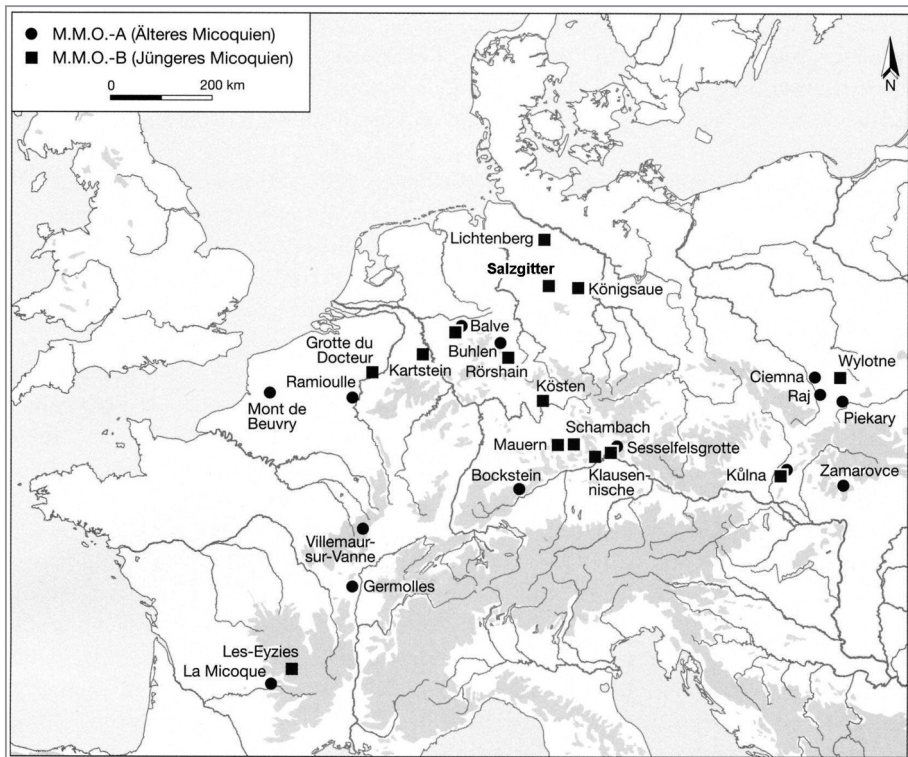 M.M.O.-A (Älteres Micoquien)
M.M.O.-B (Jüngeres Micoquien)
0 200 km
N
Lichtenberg
Salzgitter
Königsaue
Balve
Grotte du
Docteur
Buhlen
Kartstein
Rörshain
Ramioulle
Mont de
Beuvry
Kösten
Ciemna
Wylotne
Raj
Piekary
Schambach
Mauern
Sesselfelsgrotte
Bockstein
Klausen-
nische
Kůlna
Zamarovce
Villemaur-
sur-Vanne
Germolles
Les-Eyzies
La Micoque